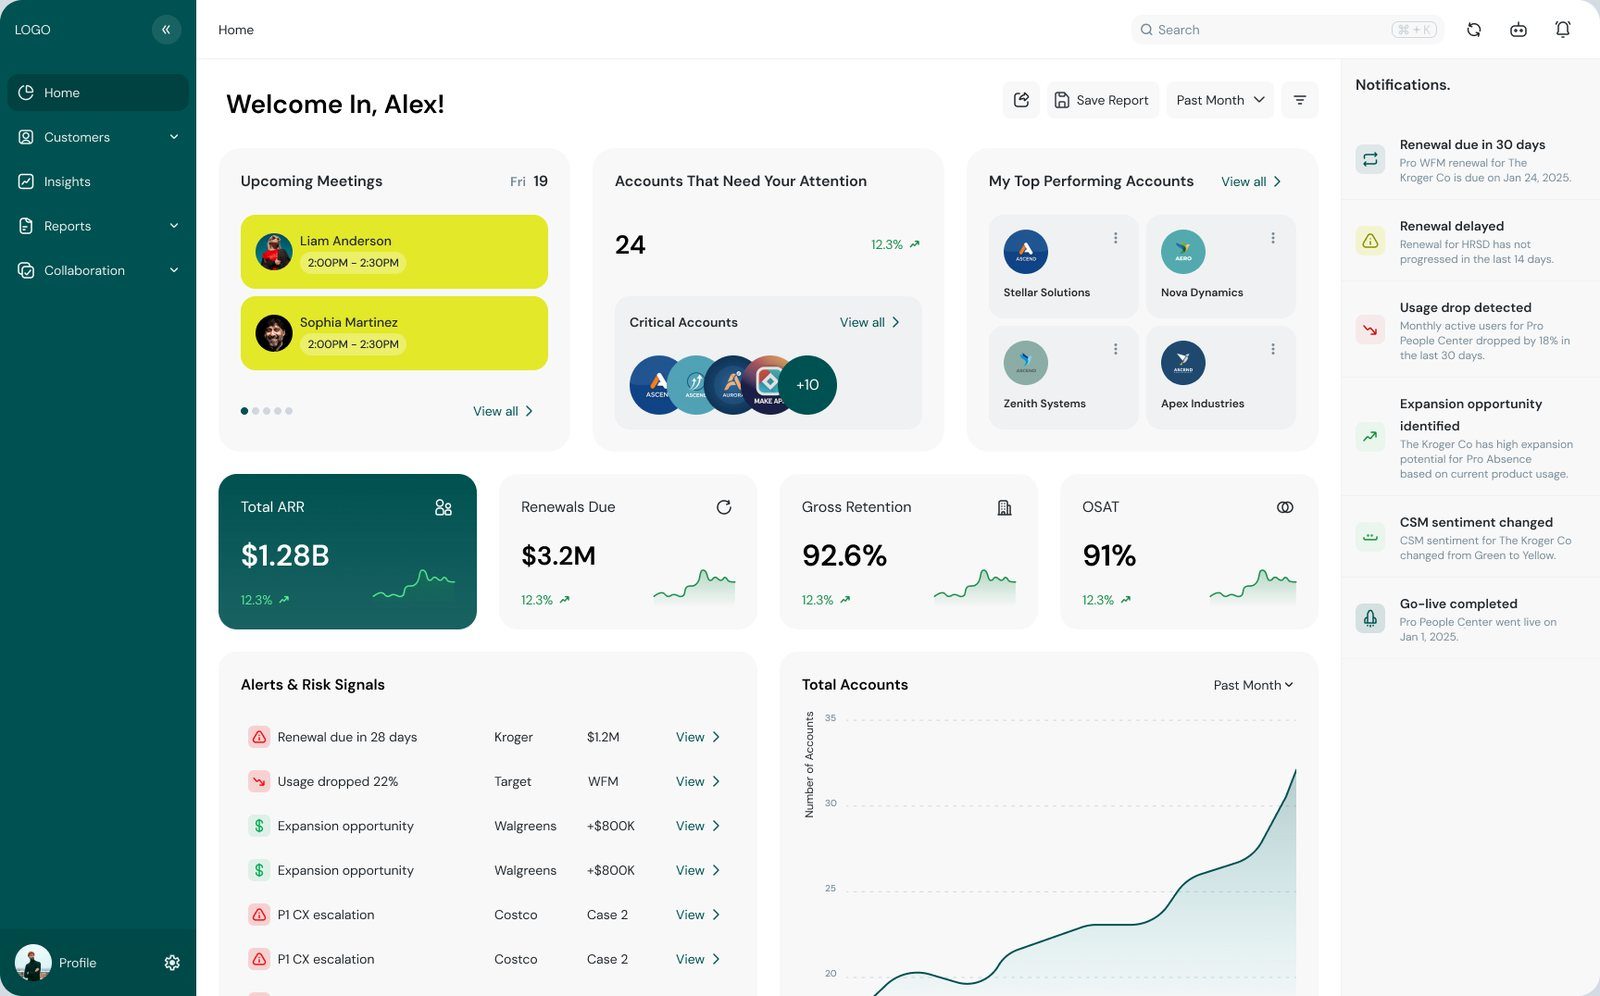 LOGO
Home
Customers
Insights
Reports
Collaboration
Profile
Home
Search
⌘ + K
Welcome In, Alex!
Save Report
Past Month
Upcoming Meetings
Fri 19
Liam Anderson
2:00PM - 2:30PM
Sophia Martinez
2:00PM - 2:30PM
View all
Accounts That Need Your Attention
24
12.3%
Critical Accounts
View all
AURORA
+10
My Top Performing Accounts
View all
ASCEND
Stellar Solutions
AERO
Nova Dynamics
ASCEND
Zenith Systems
ASCEND
Apex Industries
Total ARR
$1.28B
12.3%
Renewals Due
$3.2M
12.3%
Gross Retention
92.6%
12.3%
OSAT
91%
12.3%
Alerts & Risk Signals
Renewal due in 28 days Kroger $1.2M View
Usage dropped 22% Target WFM View
Expansion opportunity Walgreens +$800K View
Expansion opportunity Walgreens +$800K View
P1 CX escalation Costco Case 2 View
P1 CX escalation Costco Case 2 View
Total Accounts
Past Month
Number of Accounts
35
30
25
20
Notifications.
Renewal due in 30 days
Pro WFM renewal for The
Kroger Co is due on Jan 24, 2025.
Renewal delayed
Renewal for HRSD has not
progressed in the last 14 days.
Usage drop detected
Monthly active users for Pro
People Center dropped by 18% in
the last 30 days.
Expansion opportunity
identified
The Kroger Co has high expansion
potential for Pro Absence
based on current product usage.
CSM sentiment changed
CSM sentiment for The Kroger Co
changed from Green to Yellow.
Go-live completed
Pro People Center went live on
Jan 1, 2025.